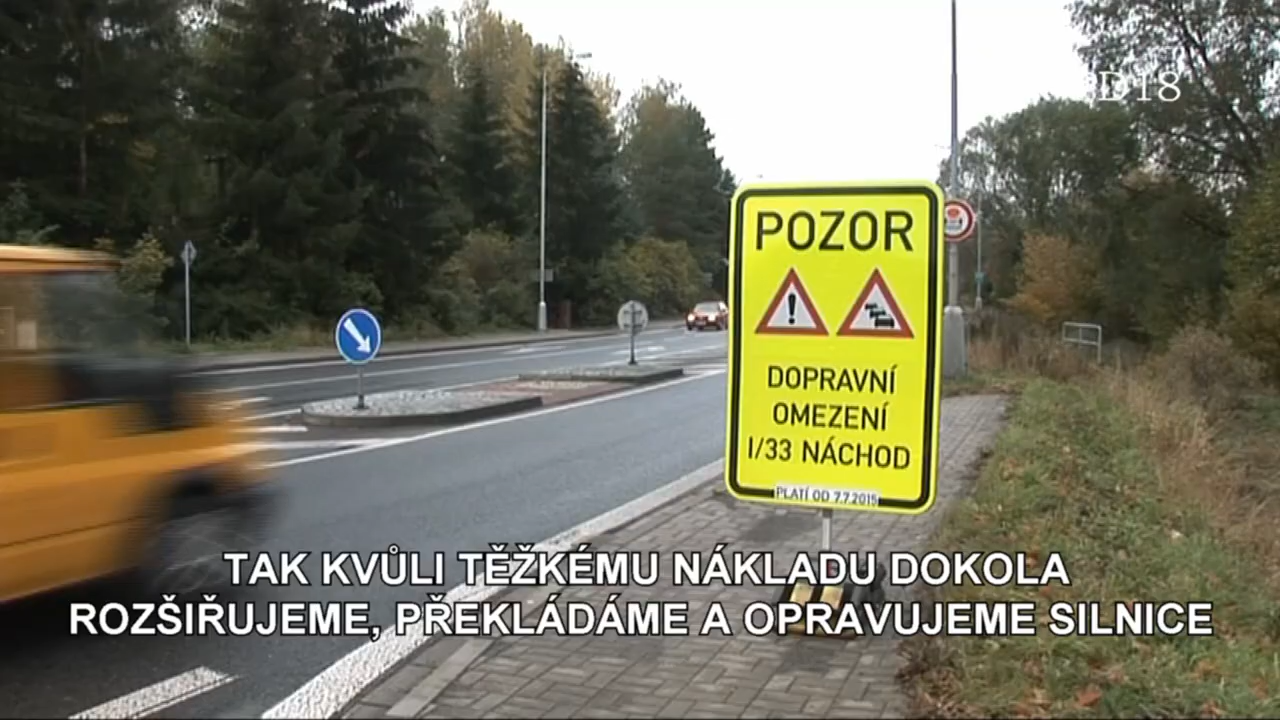 D18
POZOR
DOPRAVNÍ
OMEZENÍ
I/33 NÁCHOD
PLATÍ OD 7.7.2015
TAK KVŮLI TĚŽKÉMU NÁKLADU DOKOLA
ROZŠIŘUJEME, PŘEKLÁDÁME A OPRAVUJEME SILNICE